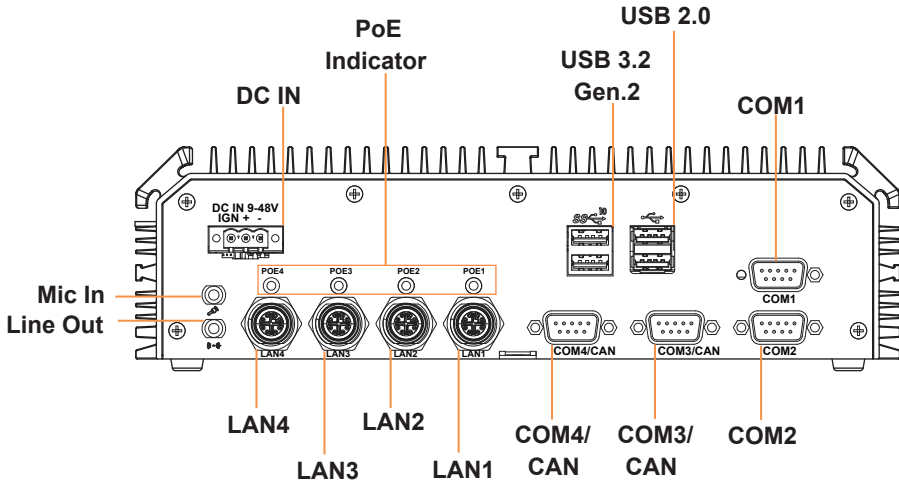 USB 2.0
PoE
Indicator
USB 3.2
Gen.2
DC IN
COM1
DC IN 9-48V
IGN + -
10
POE4
POE3
POE2
POE1
Mic In
Line Out
COM1
LAN4
LAN3
LAN2
LAN1
COM4/CAN
COM3/CAN
COM2
LAN4
LAN2
LAN3
LAN1
COM4/
CAN
COM3/
CAN
COM2